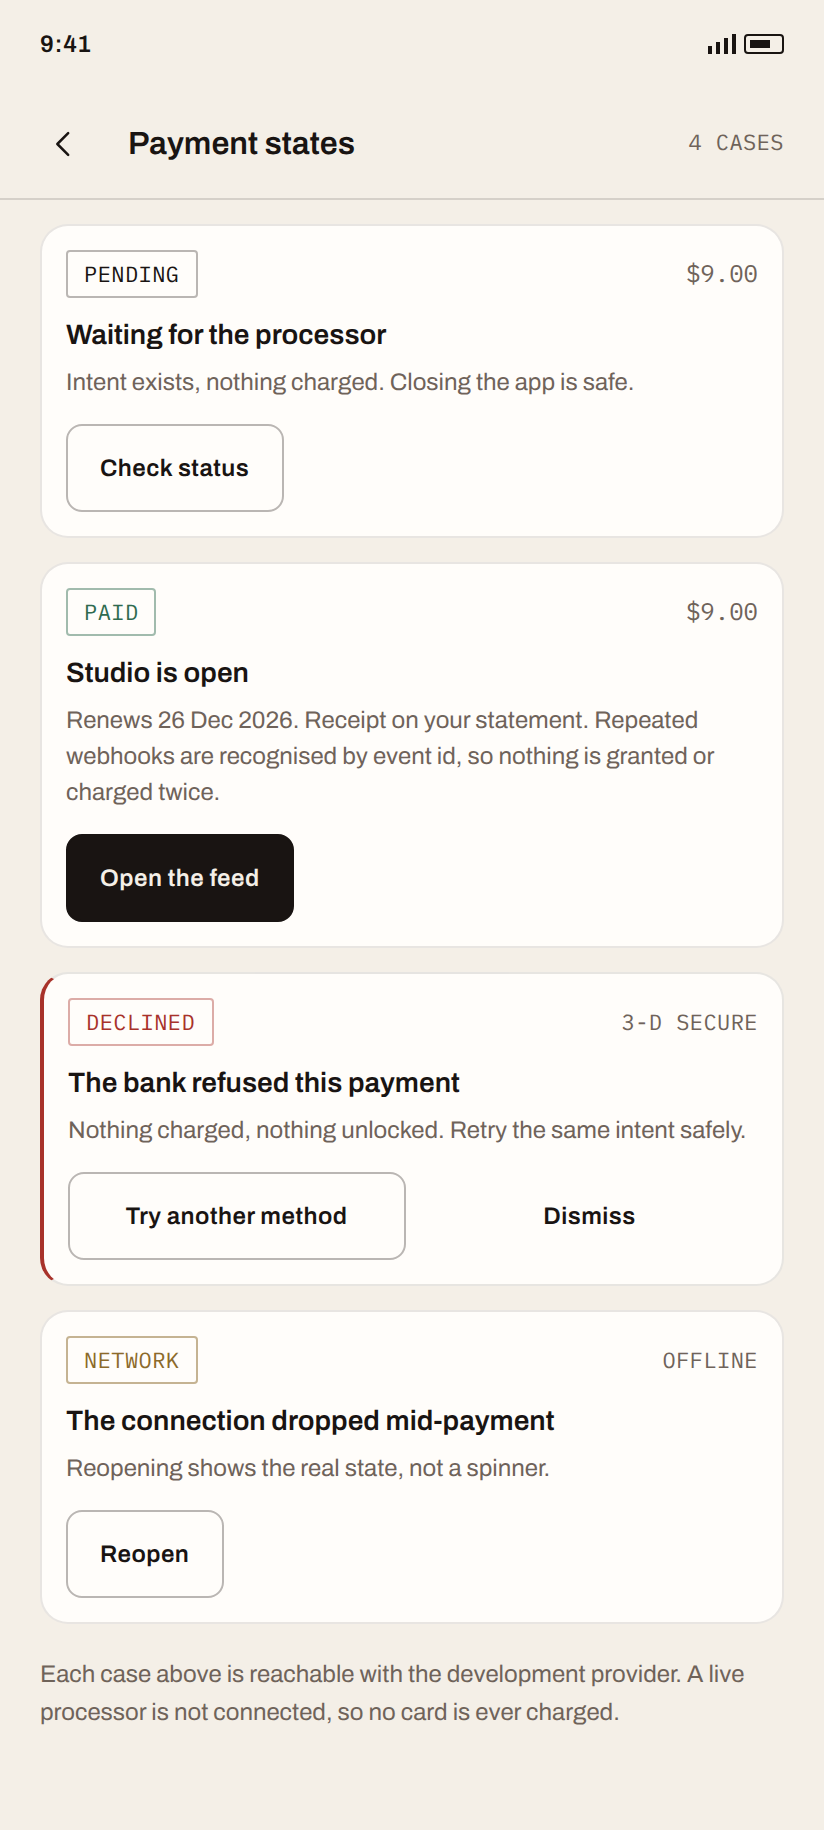 9:41
Payment states
4 CASES
PENDING
$9.00
Waiting for the processor
Intent exists, nothing charged. Closing the app is safe.
Check status
PAID
$9.00
Studio is open
Renews 26 Dec 2026. Receipt on your statement. Repeated
webhooks are recognised by event id, so nothing is granted or
charged twice.
Open the feed
DECLINED
3-D SECURE
The bank refused this payment
Nothing charged, nothing unlocked. Retry the same intent safely.
Try another method
Dismiss
NETWORK
OFFLINE
The connection dropped mid-payment
Reopening shows the real state, not a spinner.
Reopen
Each case above is reachable with the development provider. A live
processor is not connected, so no card is ever charged.